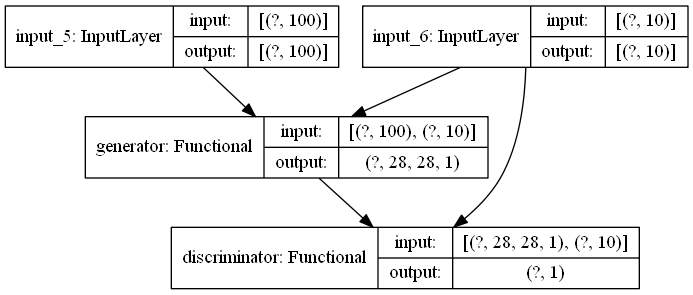 input_5: InputLayer
input: [(?, 100)]
output: [(?, 100)]
input_6: InputLayer
input: [(?, 10)]
output: [(?, 10)]
generator: Functional
input: [(?, 100), (?, 10)]
output: (?, 28, 28, 1)
discriminator: Functional
input: [(?, 28, 28, 1), (?, 10)]
output: (?, 1)